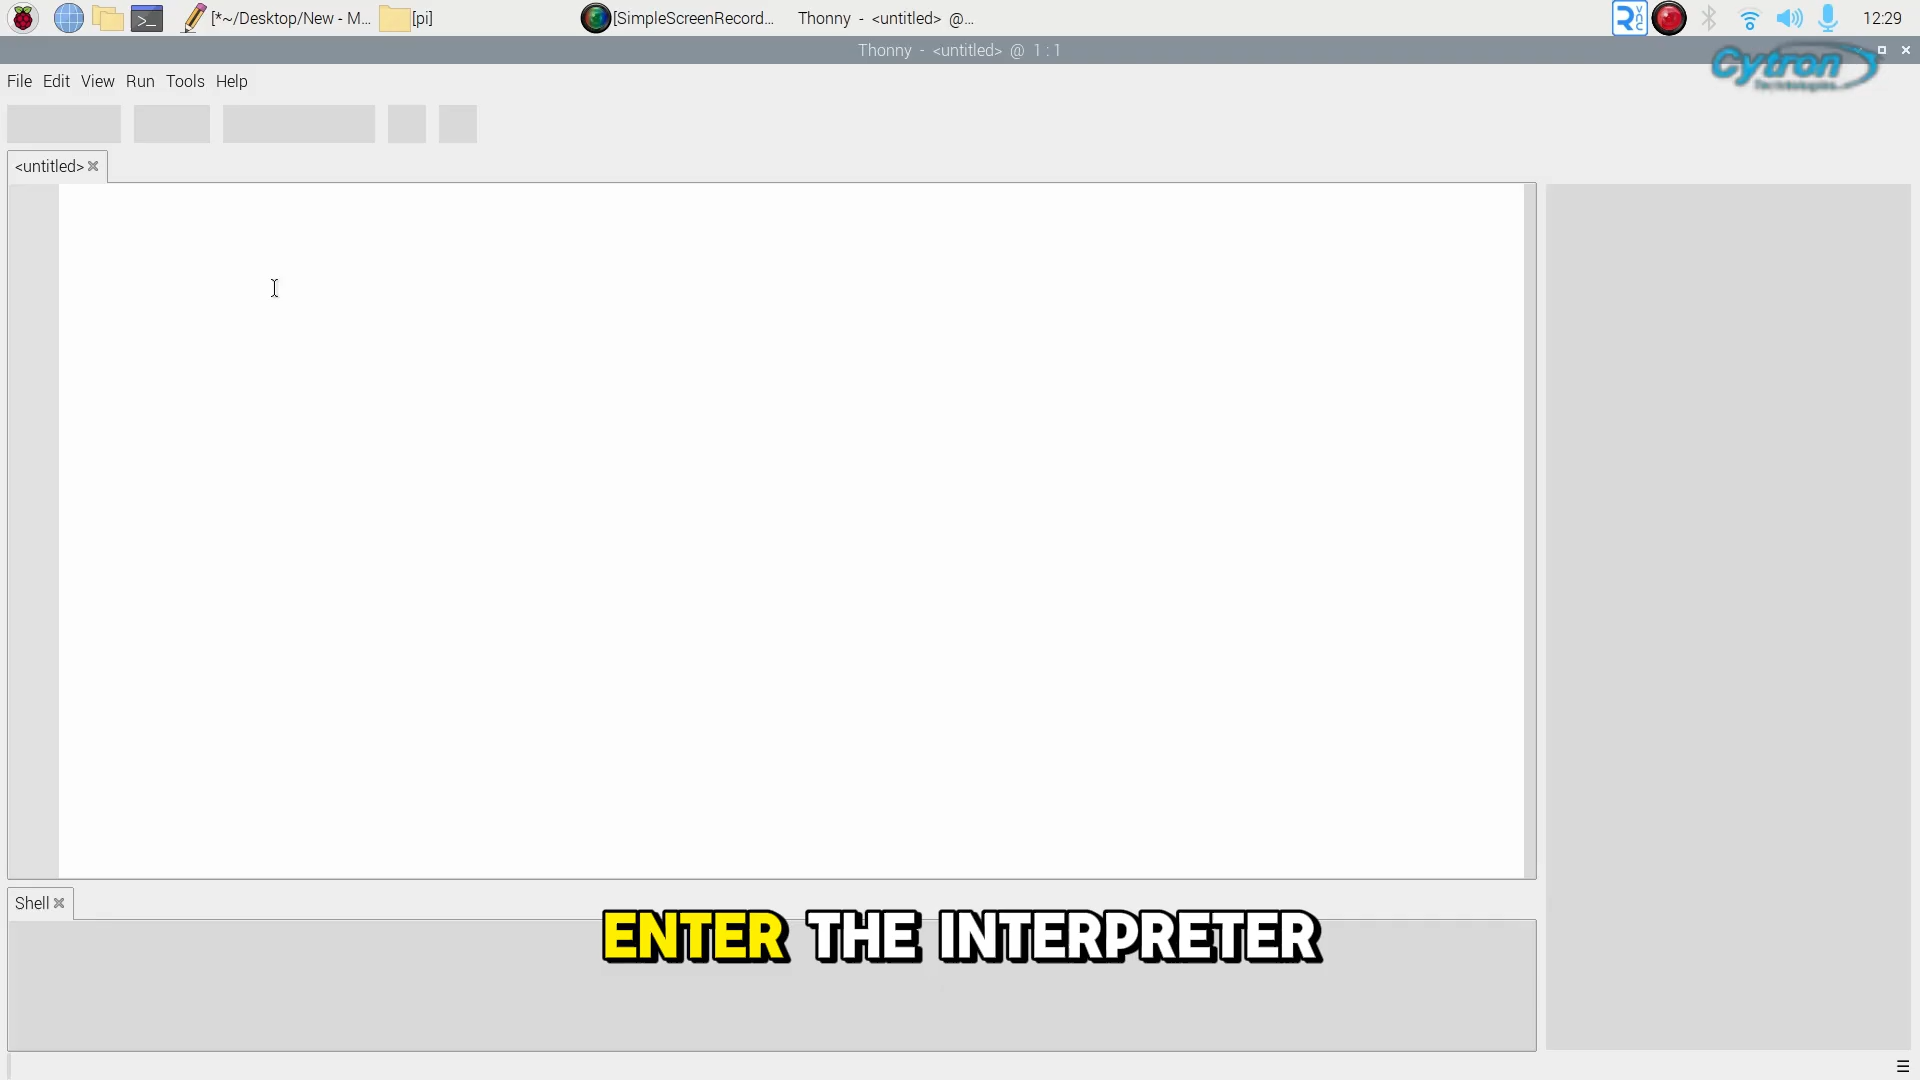 [*~/Desktop/New - M... [pi] [SimpleScreenRecord... Thonny - <untitled> @... 12:29
Thonny - <untitled> @ 1 : 1
Cytron
Technologies
File Edit View Run Tools Help
<untitled>
Shell
ENTER THE INTERPRETER